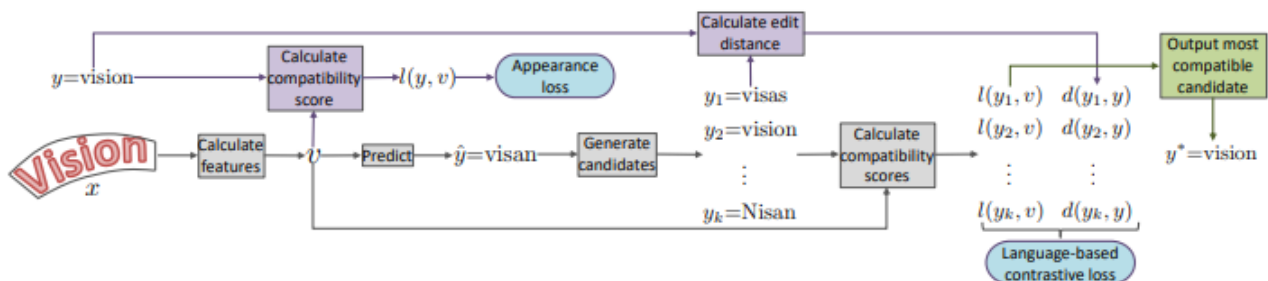 y=vision
Calculate
compatibility
score
l(y, v)
Appearance
loss
Calculate edit
distance
Output most
compatible
candidate
Vision
x
Calculate
features
v
Predict
ŷ=visan
Generate
candidates
y₁=visas
y₂=vision
⋮
yₖ=Nisan
Calculate
compatibility
scores
l(y₁, v) d(y₁, y)
l(y₂, v) d(y₂, y)
⋮ ⋮
l(yₖ, v) d(yₖ, y)
Language-based
contrastive loss
y*=vision